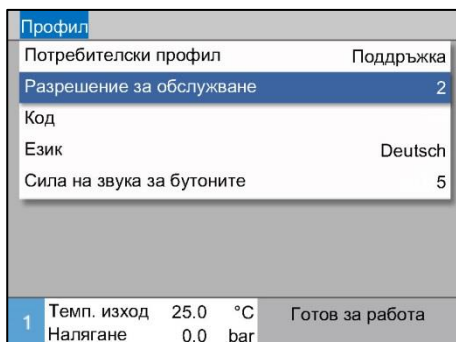 Профил
Потребителски профил Поддръжка
Разрешение за обслужване 2
Код
Език Deutsch
Сила на звука за бутоните 5
1 Темп. изход 25.0 °C Готов за работа
Налягане 0.0 bar